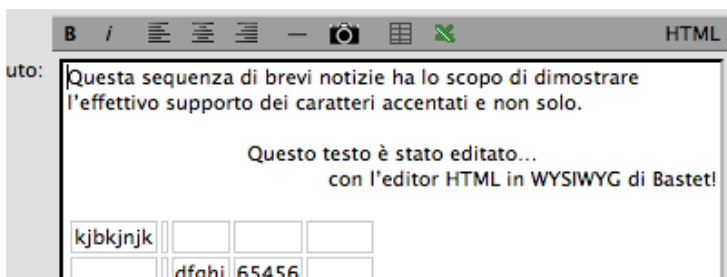 B i HTML
uto:
Questa sequenza di brevi notizie ha lo scopo di dimostrare
l'effettivo supporto dei caratteri accentati e non solo.
Questo testo è stato editato...
con l'editor HTML in WYSIWYG di Bastet!
kjbkjnjk
dfghj 65456